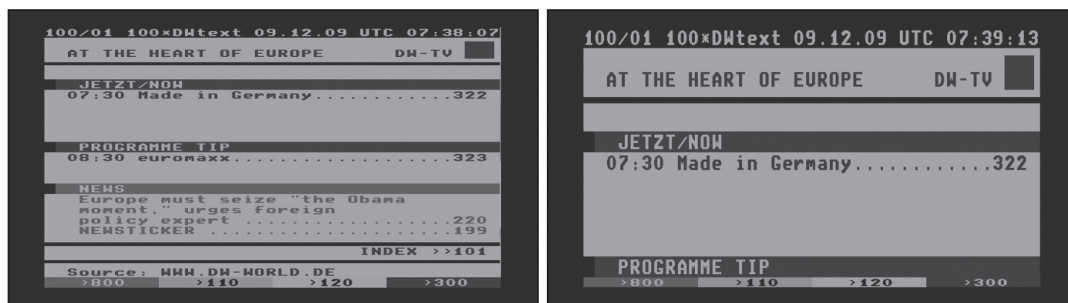 100/01 100*DWtext 09.12.09 UTC 07:38:07
AT THE HEART OF EUROPE DW-TV
JETZT/NOW
07:30 Made in Germany............322
PROGRAMME TIP
08:30 euromaxx...................323
NEWS
Europe must seize "the Obama
moment," urges foreign
policy expert ..................220
NEWSTICKER .....................199
INDEX >>101
Source: WWW.DW-WORLD.DE
>800 >110 >120 >300
100/01 100*DWtext 09.12.09 UTC 07:39:13
AT THE HEART OF EUROPE DW-TV
JETZT/NOW
07:30 Made in Germany............322
PROGRAMME TIP
>800 >110 >120 >300